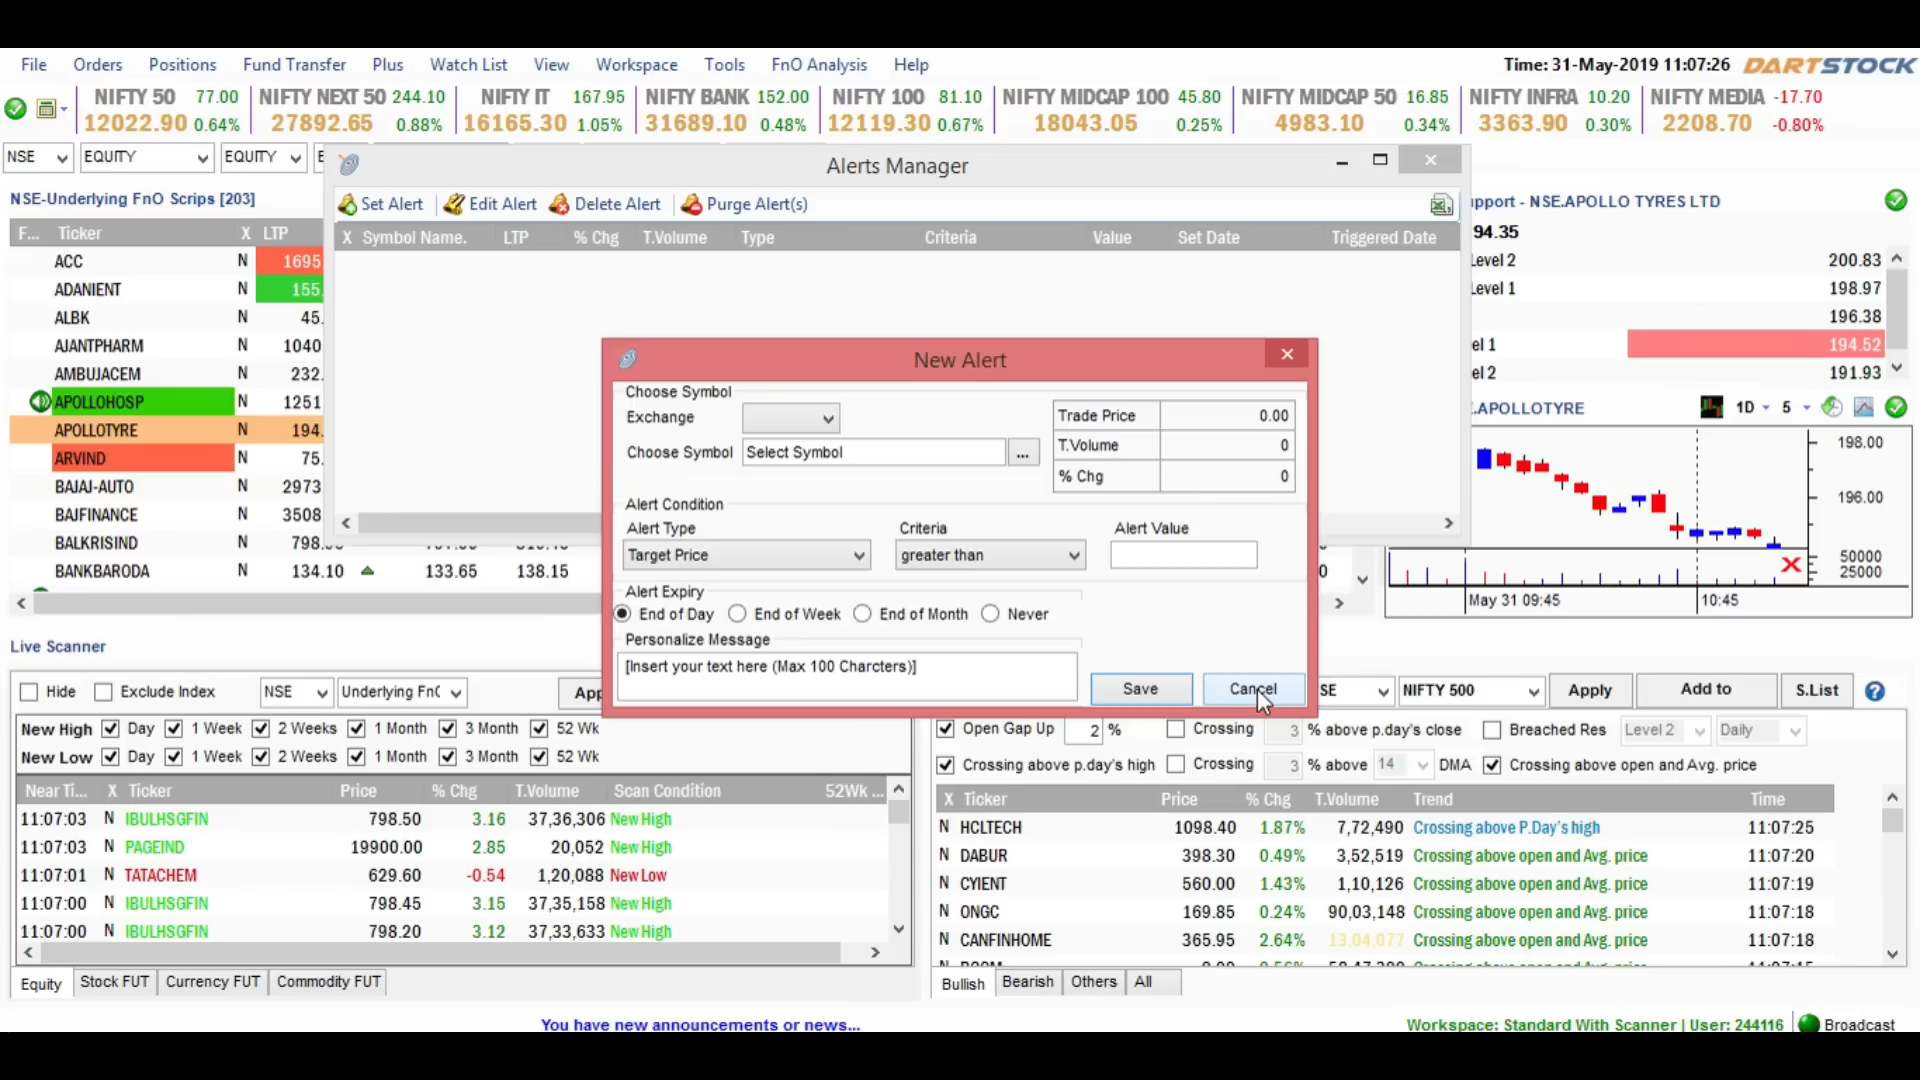 File Orders Positions Fund Transfer Plus Watch List View Workspace Tools FnO Analysis Help Time: 31-May-2019 11:07:26 DARTSTOCK
NIFTY 50 77.00 NIFTY NEXT 50 244.10 NIFTY IT 167.95 NIFTY BANK 152.00 NIFTY 100 81.10 NIFTY MIDCAP 100 45.80 NIFTY MIDCAP 50 16.85 NIFTY INFRA 10.20 NIFTY MEDIA -17.70
12022.90 0.64% 27892.65 0.88% 16165.30 1.05% 31689.10 0.48% 12119.30 0.67% 18043.05 0.25% 4983.10 0.34% 3363.90 0.30% 2208.70 -0.80%
NSE EQUITY EQUITY E
NSE-Underlying FnO Scrips [203]
F... Ticker X LTP
ACC N 1695
ADANIENT N 155.
ALBK N 45.
AJANTPHARM N 1040
AMBUJACEM N 232.
APOLLOHOSP N 1251
APOLLOTYRE N 194.
ARVIND N 75.
BAJAJ-AUTO N 2973
BAJFINANCE N 3508
BALKRISIND N
BANKBARODA N 134.10 133.65 138.15 0
Alerts Manager
Set Alert Edit Alert Delete Alert Purge Alert(s)
X Symbol Name. LTP % Chg T.Volume Type Criteria Value Set Date Triggered Date
New Alert
Choose Symbol
Exchange
Choose Symbol Select Symbol ...
Trade Price 0.00
T.Volume 0
% Chg 0
Alert Condition
Alert Type Criteria Alert Value
Target Price greater than
Alert Expiry
End of Day End of Week End of Month Never
Personalize Message
[Insert your text here (Max 100 Charcters)]
Save Cancel
pport - NSE.APOLLO TYRES LTD
94.35
Level 2 200.83
Level 1 198.97
196.38
el 1 194.52
el 2 191.93
.APOLLOTYRE 1D 5
198.00
196.00
50000
25000
May 31 09:45 10:45
Live Scanner
Hide Exclude Index NSE Underlying Fn App
New High Day 1 Week 2 Weeks 1 Month 3 Month 52 Wk
New Low Day 1 Week 2 Weeks 1 Month 3 Month 52 Wk
Near Ti... X Ticker Price % Chg T.Volume Scan Condition 52Wk ...
11:07:03 N IBULHSGFIN 798.50 3.16 37,36,306 New High
11:07:03 N PAGEIND 19900.00 2.85 20,052 New High
11:07:01 N TATACHEM 629.60 -0.54 1,20,088 New Low
11:07:00 N IBULHSGFIN 798.45 3.15 37,35,158 New High
11:07:00 N IBULHSGFIN 798.20 3.12 37,33,633 New High
Equity Stock FUT Currency FUT Commodity FUT
SE NIFTY 500 Apply Add to S.List ?
Open Gap Up 2 % Crossing 3 % above p.day's close Breached Res Level 2 Daily
Crossing above p.day's high Crossing 3 % above 14 DMA Crossing above open and Avg. price
X Ticker Price % Chg T.Volume Trend Time
N HCLTECH 1098.40 1.87% 7,72,490 Crossing above P.Day's high 11:07:25
N DABUR 398.30 0.49% 3,52,519 Crossing above open and Avg. price 11:07:20
N CYIENT 560.00 1.43% 1,10,126 Crossing above open and Avg. price 11:07:19
N ONGC 169.85 0.24% 90,03,148 Crossing above open and Avg. price 11:07:18
N CANFINHOME 365.95 2.64% 13,04,077 Crossing above open and Avg. price 11:07:18
Bullish Bearish Others All
You have new announcements or news... Workspace: Standard With Scanner | User: 244116 Broadcast